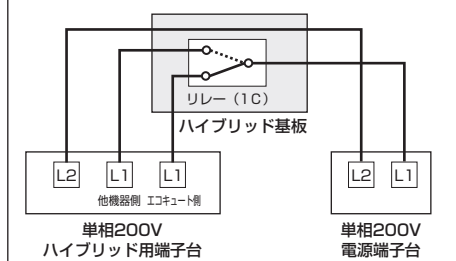 リレー（1C）
ハイブリッド基板
L2 L1 L1
他機器側 エコキュート側
L2 L1
単相200V
ハイブリッド用端子台
単相200V
電源端子台